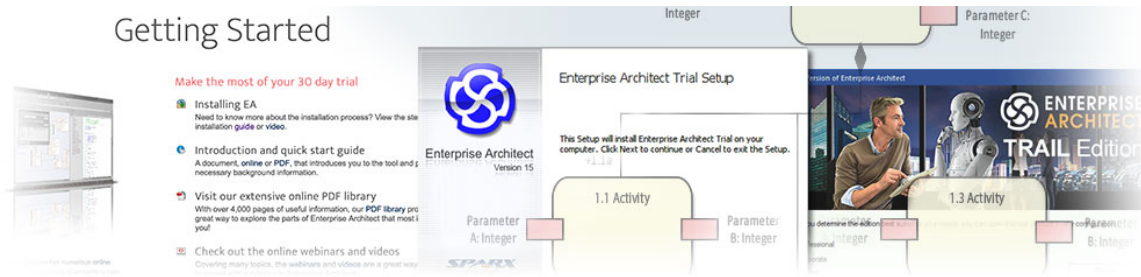 Getting Started
Make the most of your 30 day trial
Installing EA
Need to know more about the installation process? View the ste
installation guide or video.
Introduction and quick start guide
A document, online or PDF, that introduces you to the tool and p
necessary background information.
Visit our extensive online PDF library
With over 4,000 pages of useful information, our PDF library pro
great way to explore the parts of Enterprise Architect that most i
you!
Check out the online webinars and videos
Covering many topics, the webinars and videos are a great way
Enterprise Architect
Version 15
SPARX
Enterprise Architect Trial Setup
This Setup will install Enterprise Architect Trial on your
computer. Click Next to continue or Cancel to exit the Setup.
1.1 Activity
Parameter
A: Integer
Parameter
B: Integer
Integer
Parameter C:
Integer
ersion of Enterprise Architect
ENTERPRISE
ARCHITECT
TRAIL Edition
1.3 Activity
Parameter
Integer
Parameter
B: Integer